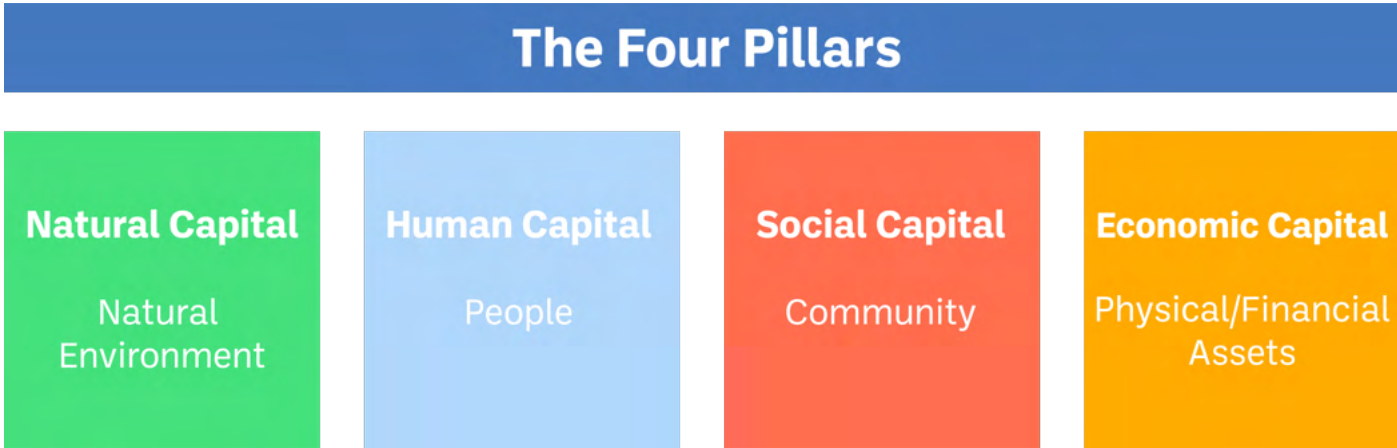 The Four Pillars
Natural Capital
Natural
Environment
Human Capital
People
Social Capital
Community
Economic Capital
Physical/Financial
Assets